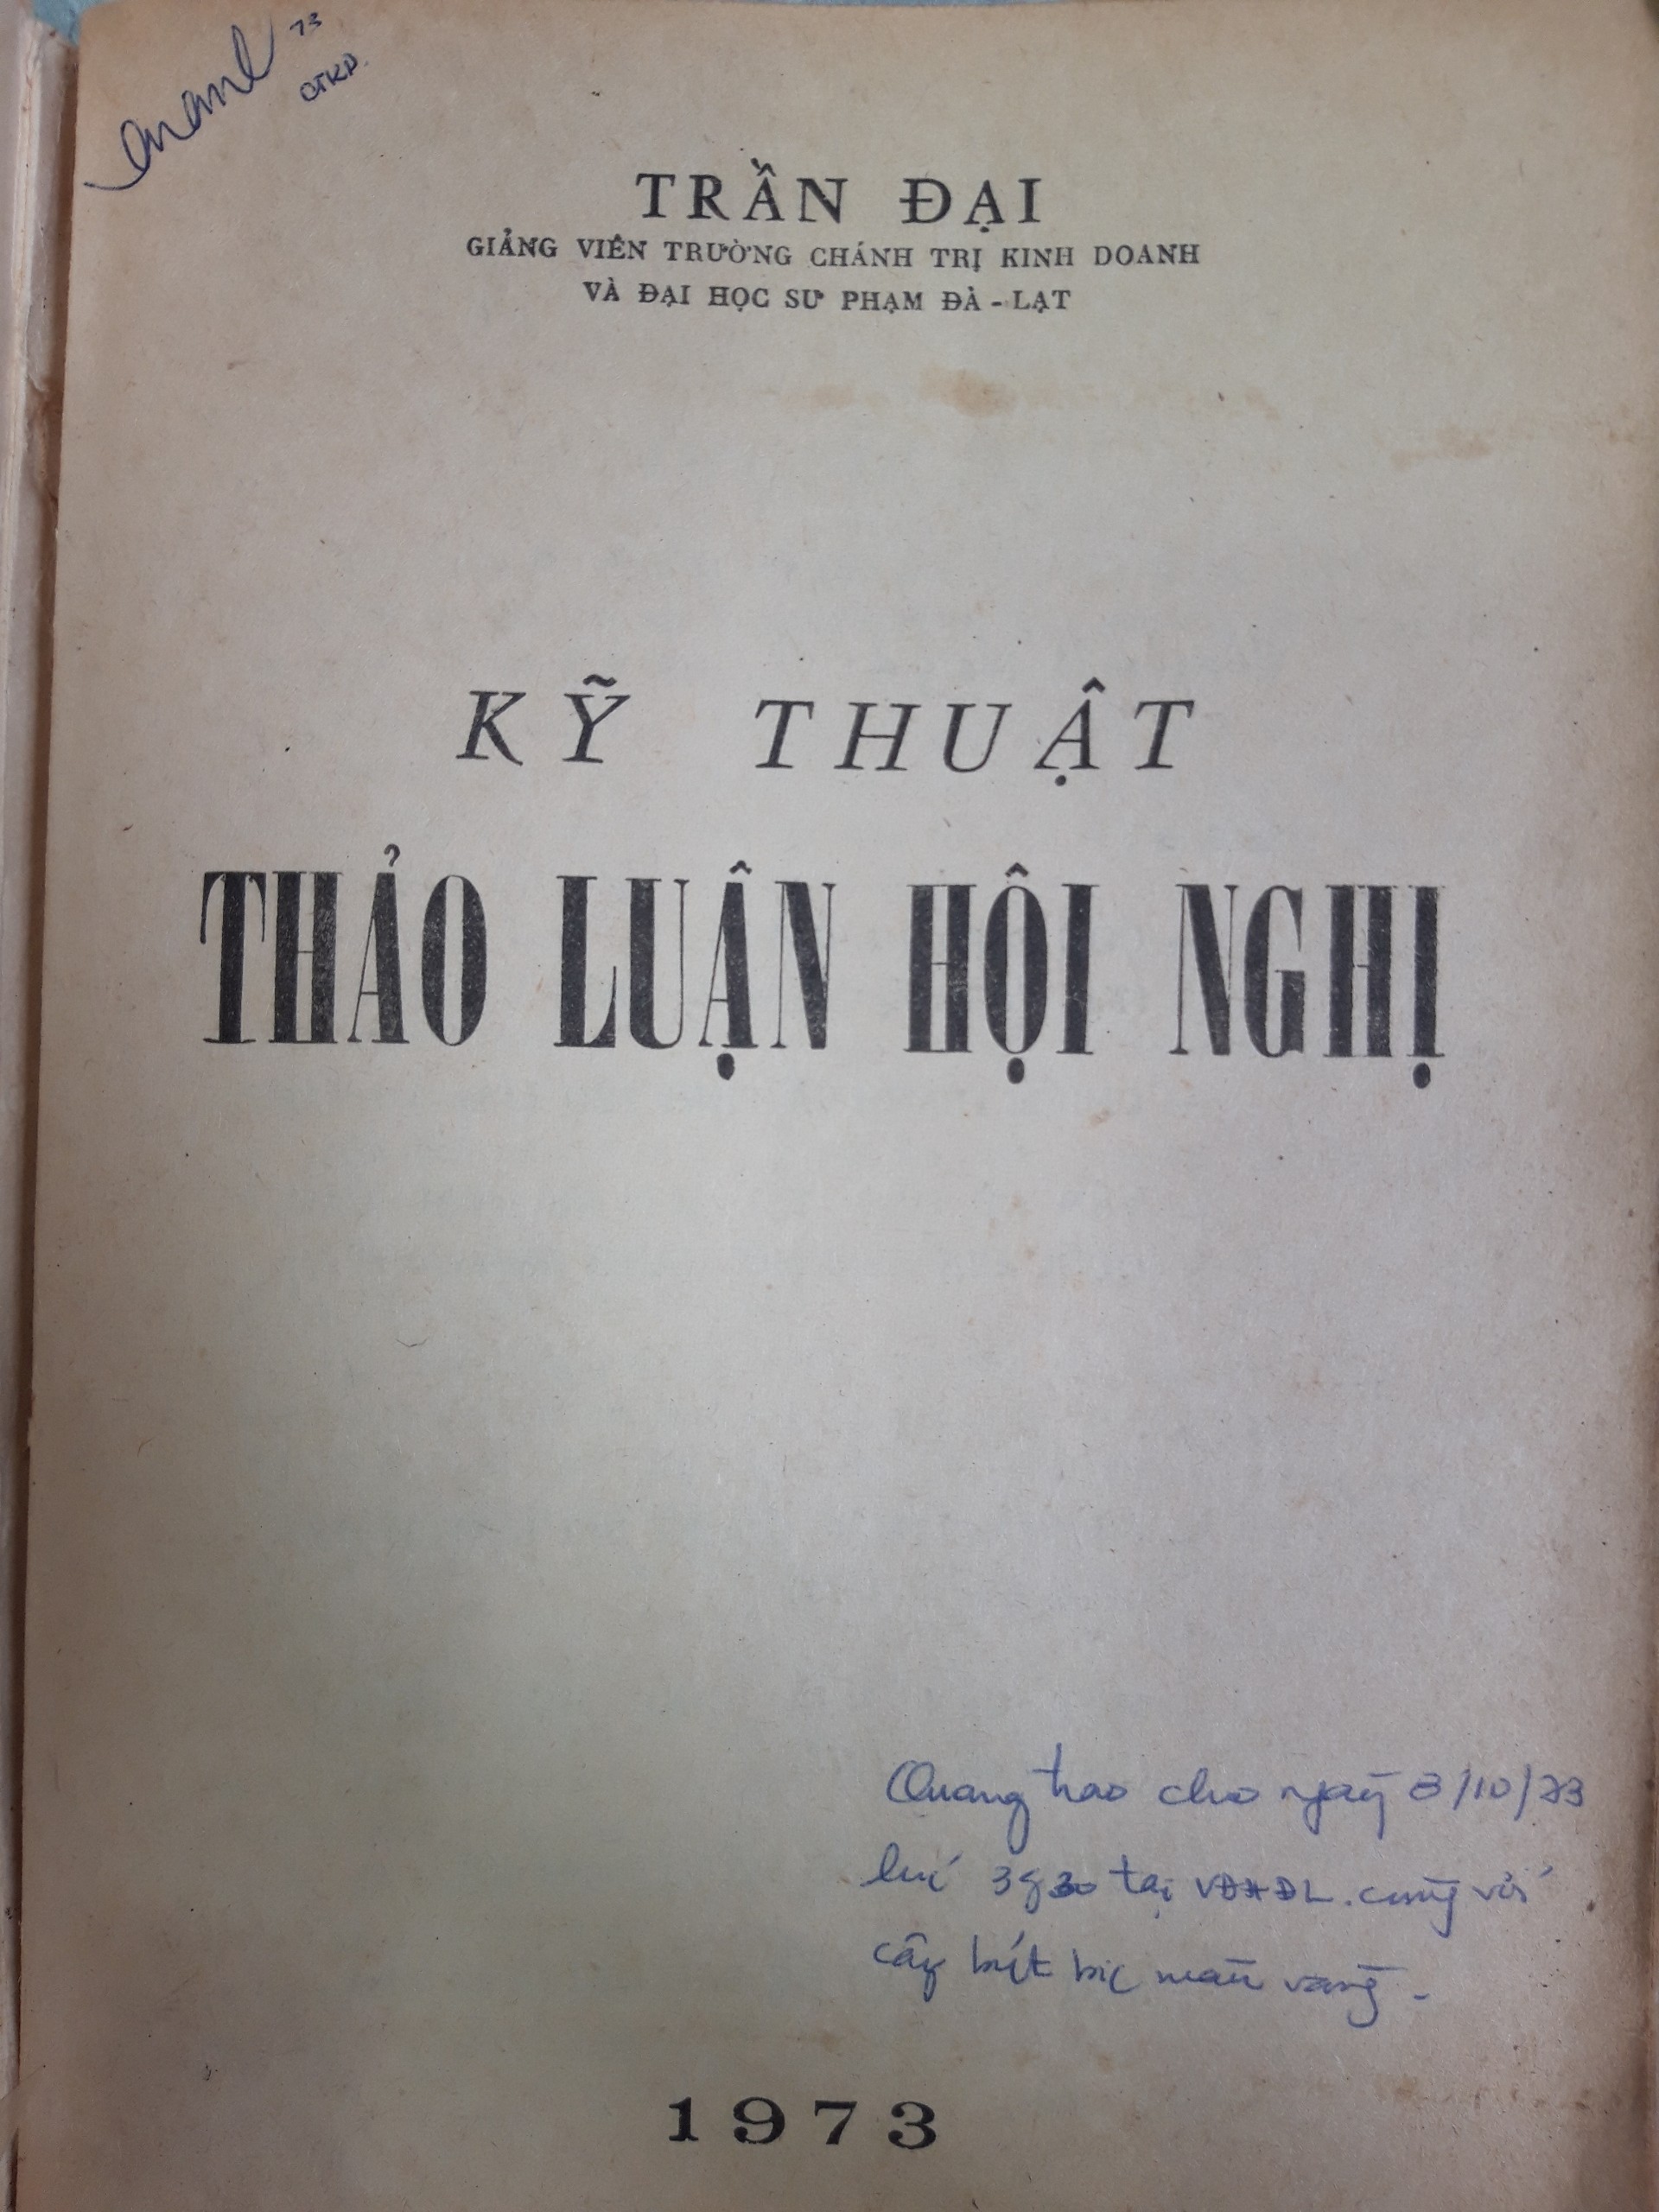 73
CTKD.
TRẦN ĐẠI
GIẢNG VIÊN TRƯỜNG CHÁNH TRỊ KINH DOANH
VÀ ĐẠI HỌC SƯ PHẠM ĐÀ - LẠT
KỸ THUẬT
THẢO LUẬN HỘI NGHỊ
Quang trao cho ngày 8/10/73
lúc 3g30 tại VĐHĐL. cùng với
cây bút bic màu vàng.
1973